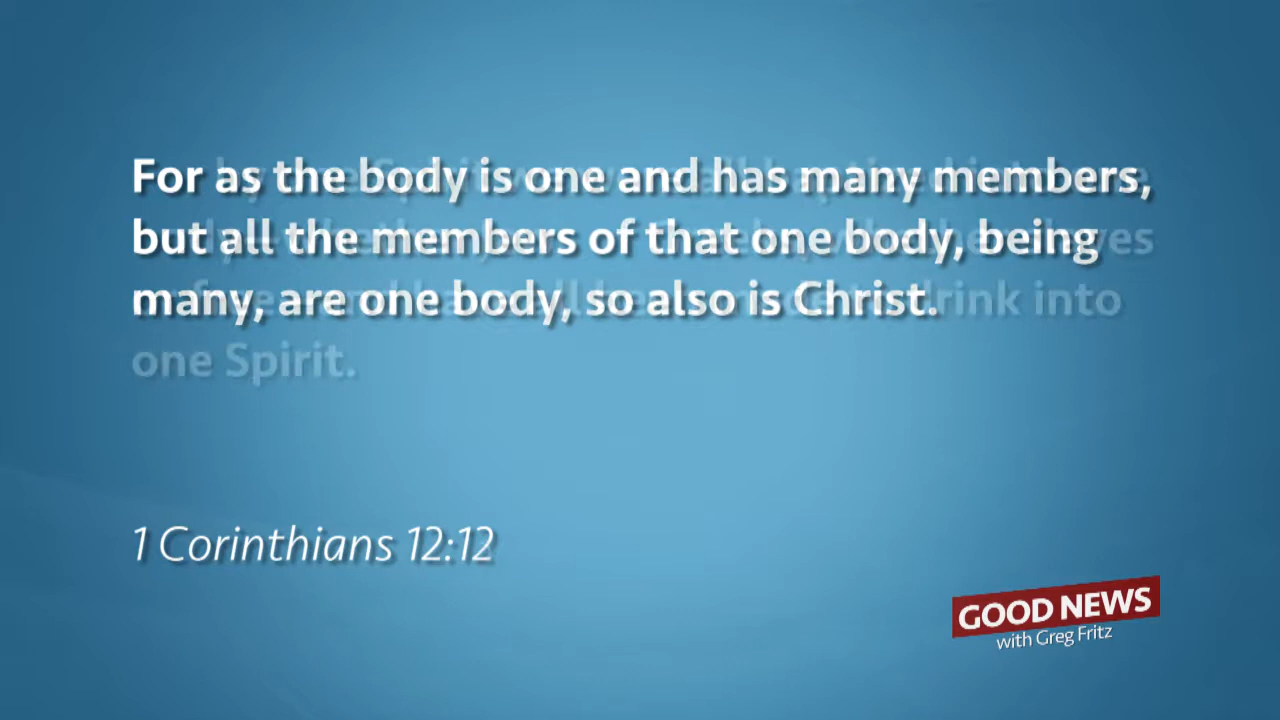 For as the body is one and has many members,
but all the members of that one body, being
many, are one body, so also is Christ.
drink into
one Spirit.
1 Corinthians 12:12
GOOD NEWS
with Greg Fritz